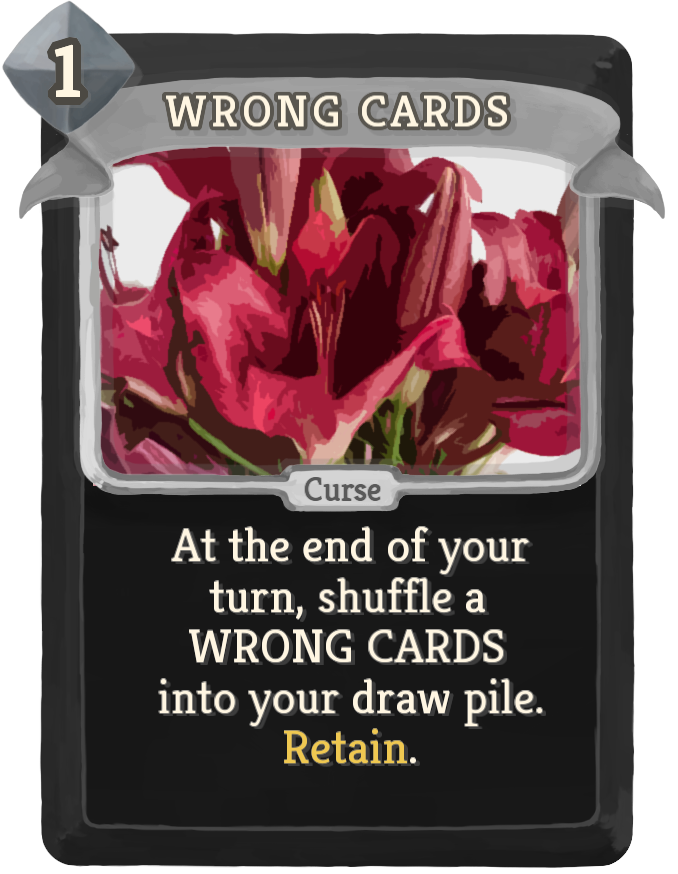 1
WRONG CARDS
Curse
At the end of your
turn, shuffle a
WRONG CARDS
into your draw pile.
Retain.